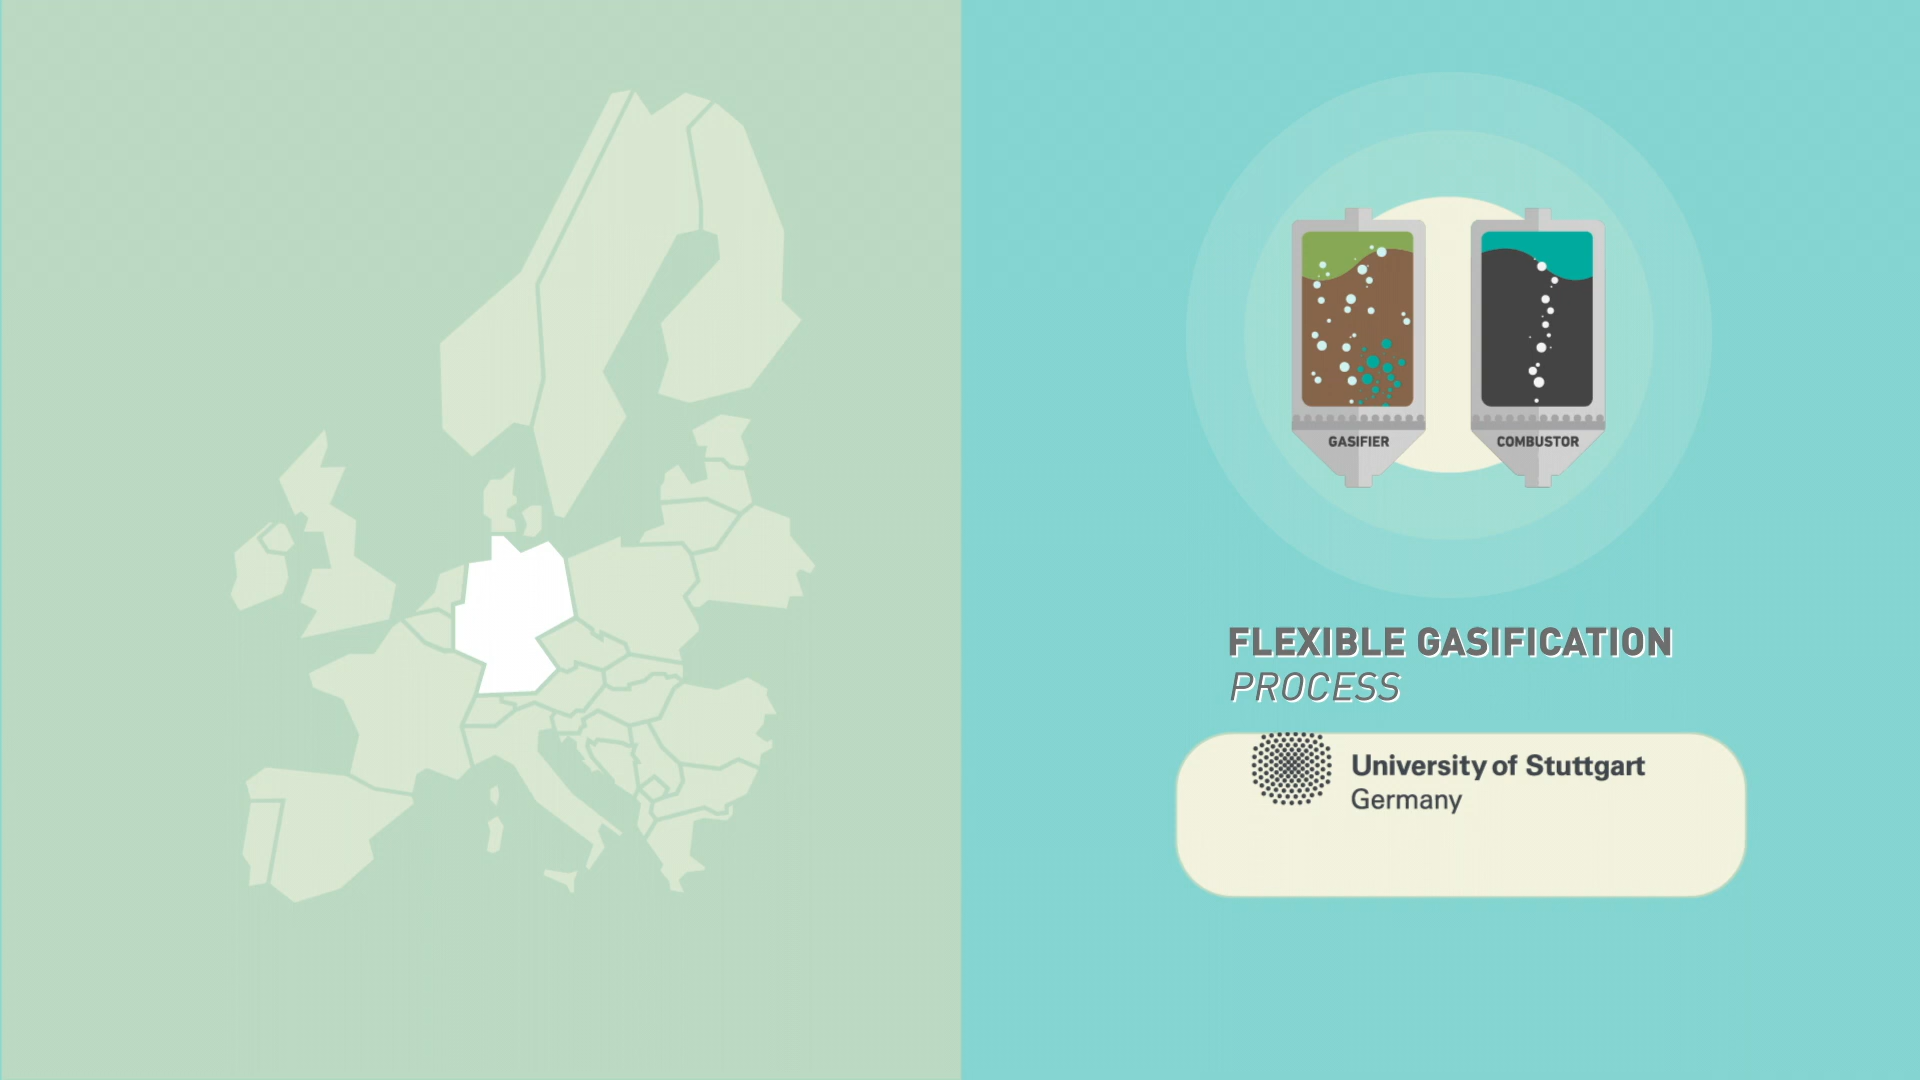 GASIFIER
COMBUSTOR
FLEXIBLE GASIFICATION
PROCESS
University of Stuttgart
Germany